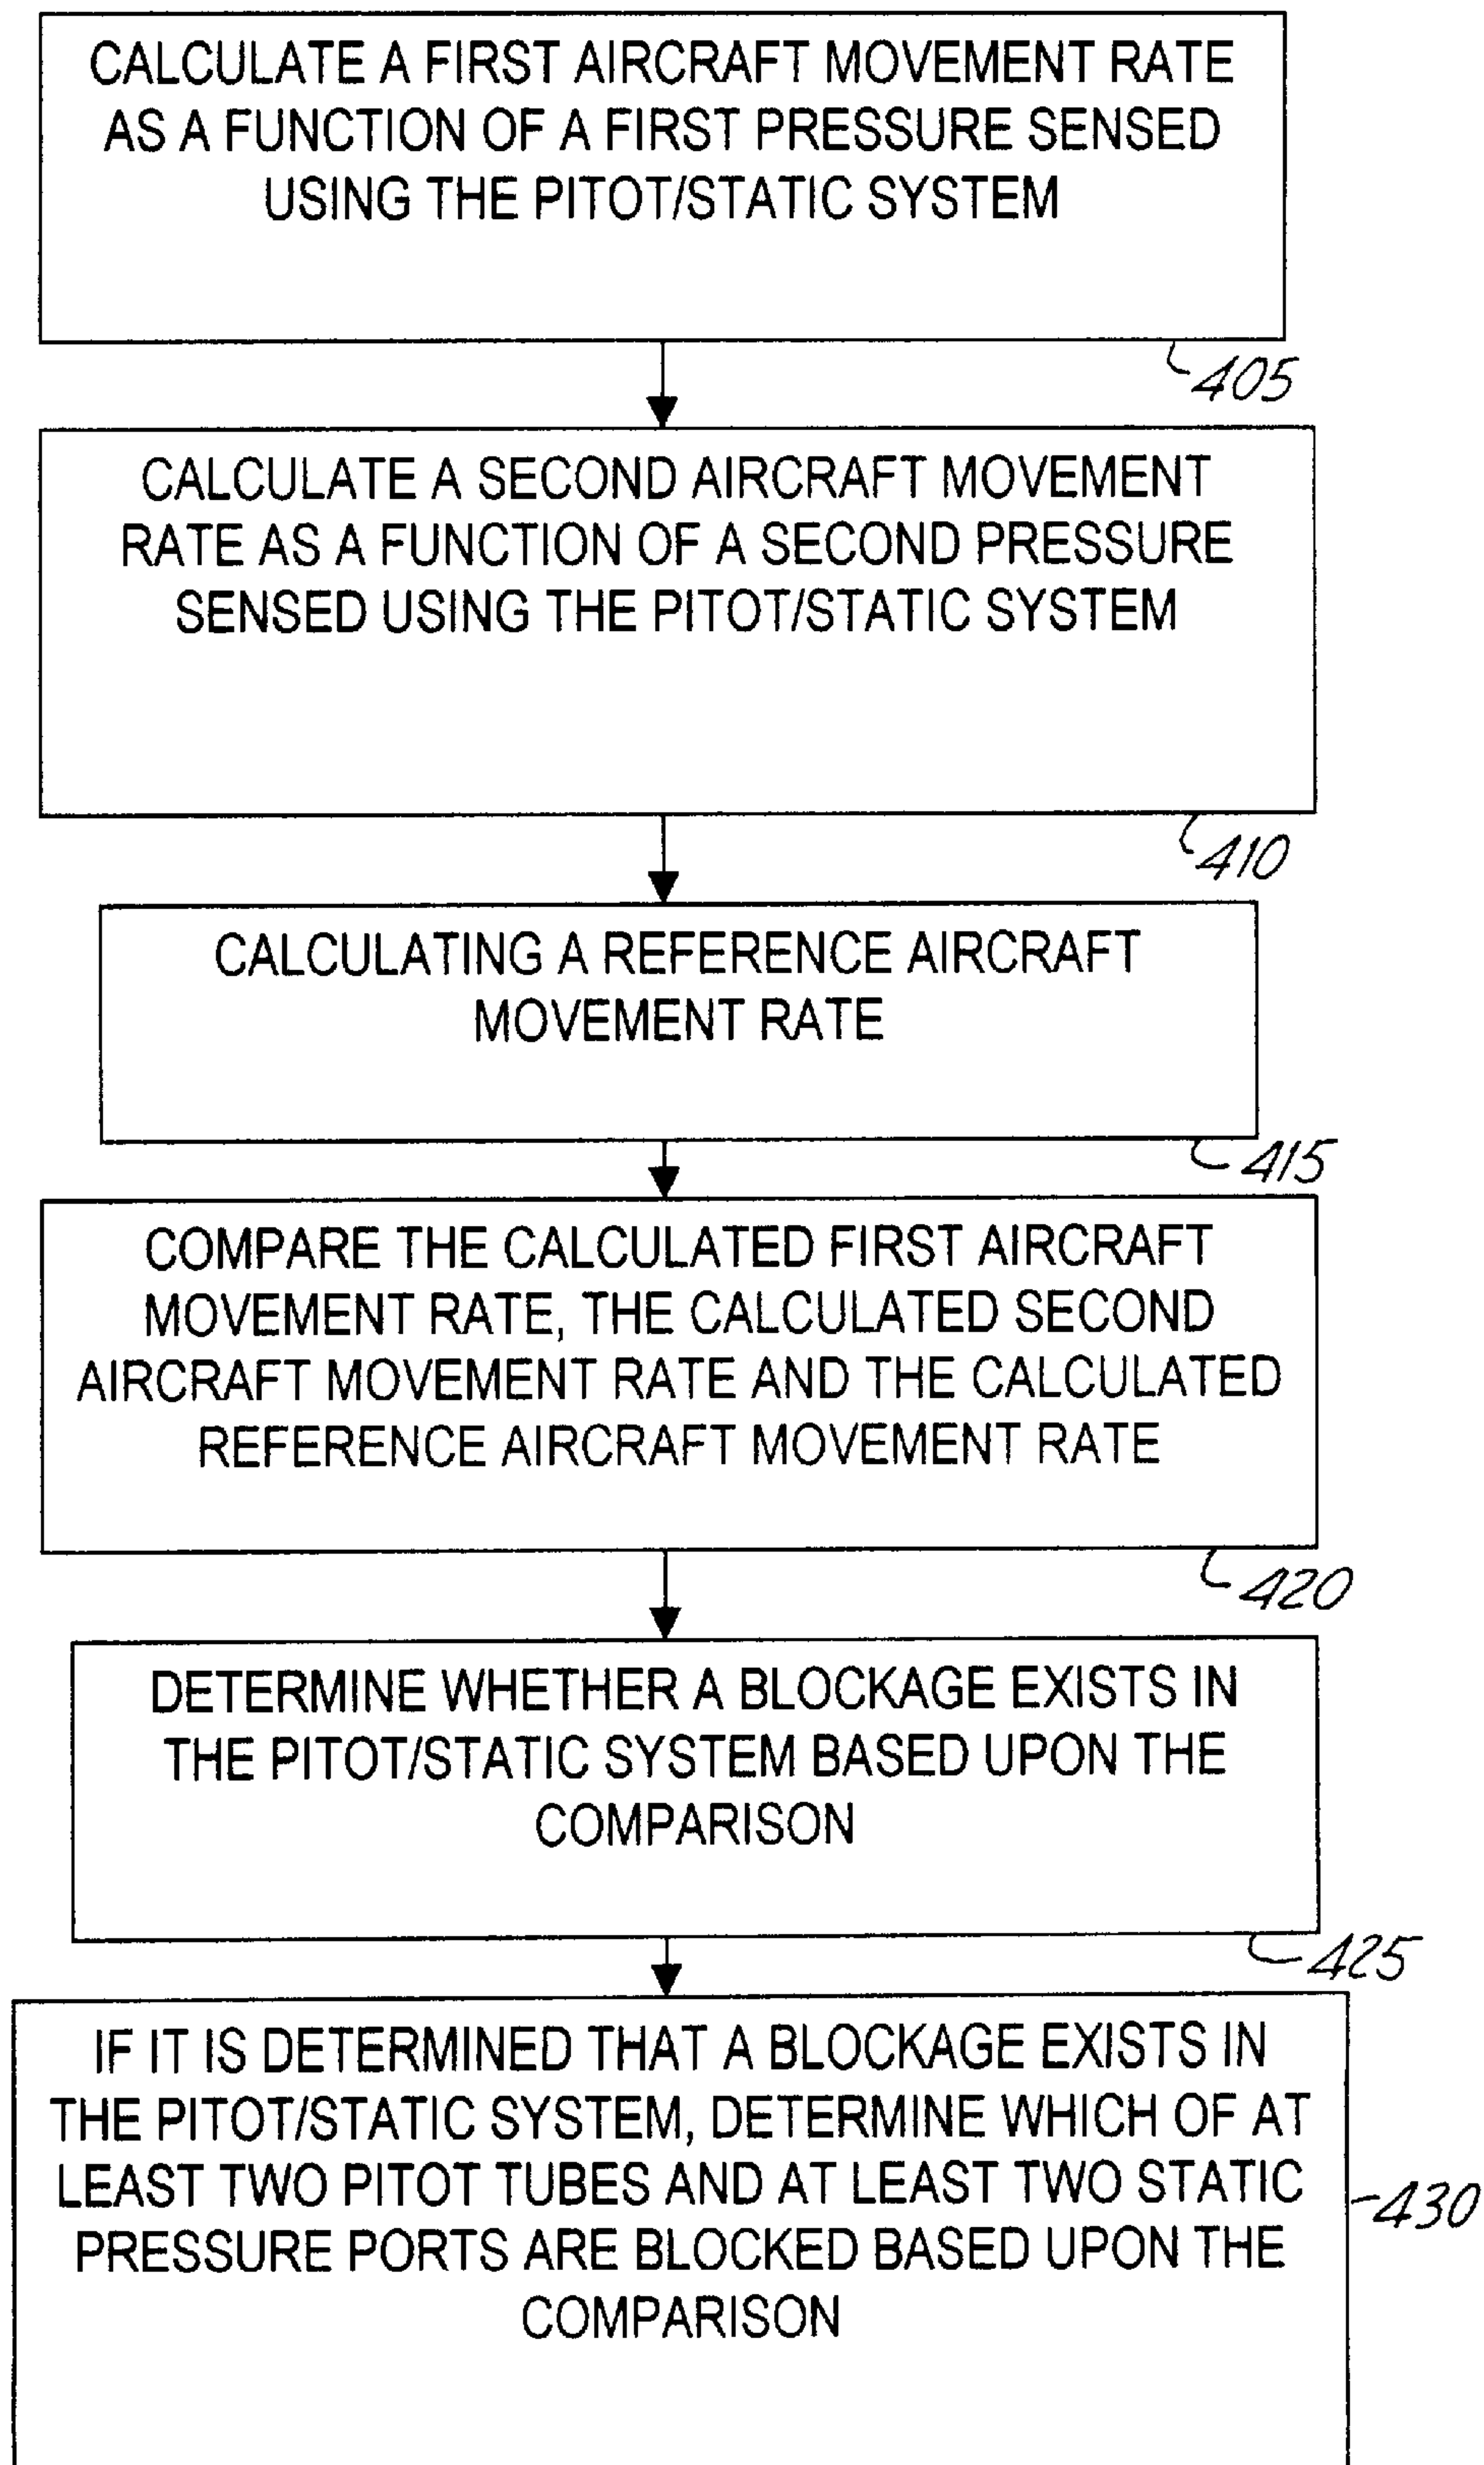 CALCULATE A FIRST AIRCRAFT MOVEMENT RATE
AS A FUNCTION OF A FIRST PRESSURE SENSED
USING THE PITOT/STATIC SYSTEM
405
CALCULATE A SECOND AIRCRAFT MOVEMENT
RATE AS A FUNCTION OF A SECOND PRESSURE
SENSED USING THE PITOT/STATIC SYSTEM
410
CALCULATING A REFERENCE AIRCRAFT
MOVEMENT RATE
415
COMPARE THE CALCULATED FIRST AIRCRAFT
MOVEMENT RATE, THE CALCULATED SECOND
AIRCRAFT MOVEMENT RATE AND THE CALCULATED
REFERENCE AIRCRAFT MOVEMENT RATE
420
DETERMINE WHETHER A BLOCKAGE EXISTS IN
THE PITOT/STATIC SYSTEM BASED UPON THE
COMPARISON
425
IF IT IS DETERMINED THAT A BLOCKAGE EXISTS IN
THE PITOT/STATIC SYSTEM, DETERMINE WHICH OF AT
LEAST TWO PITOT TUBES AND AT LEAST TWO STATIC
PRESSURE PORTS ARE BLOCKED BASED UPON THE
COMPARISON
430